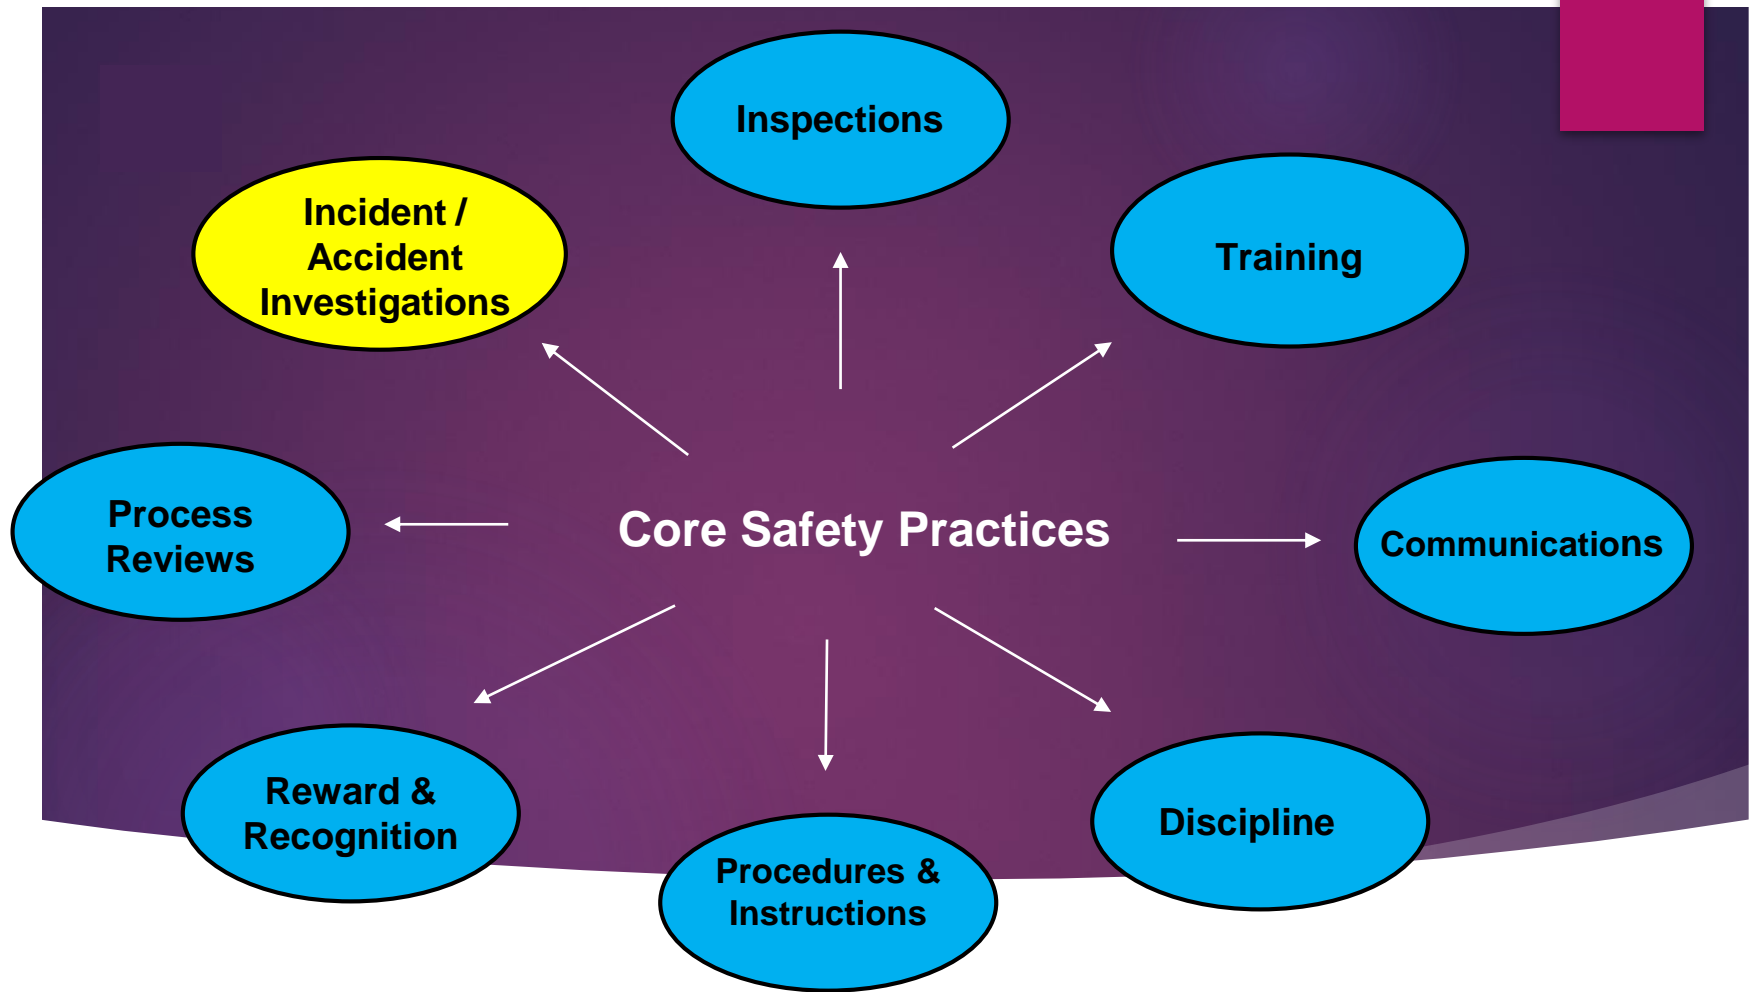 Inspections
Incident /
Accident
Investigations
Training
Process
Reviews
Core Safety Practices
Communications
Reward &
Recognition
Procedures &
Instructions
Discipline